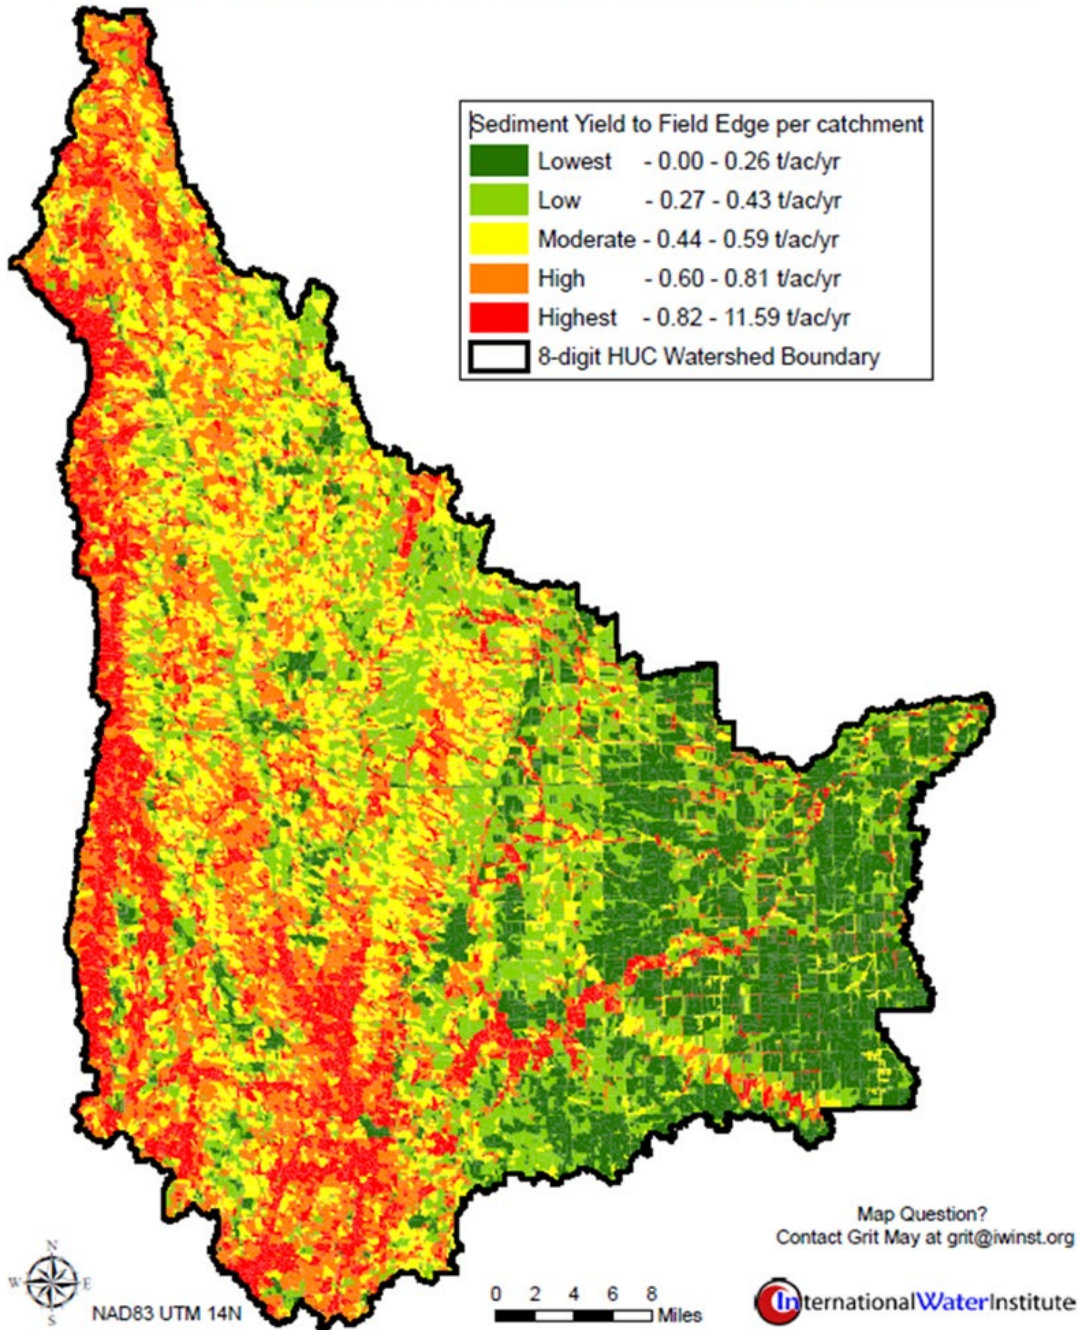 Sediment Yield to Field Edge per catchment
Lowest - 0.00 - 0.26 t/ac/yr
Low - 0.27 - 0.43 t/ac/yr
Moderate - 0.44 - 0.59 t/ac/yr
High - 0.60 - 0.81 t/ac/yr
Highest - 0.82 - 11.59 t/ac/yr
8-digit HUC Watershed Boundary
Map Question?
Contact Grit May at grit@iwinst.org
N
W E
S
NAD83 UTM 14N
0 2 4 6 8
Miles
InternationalWaterInstitute